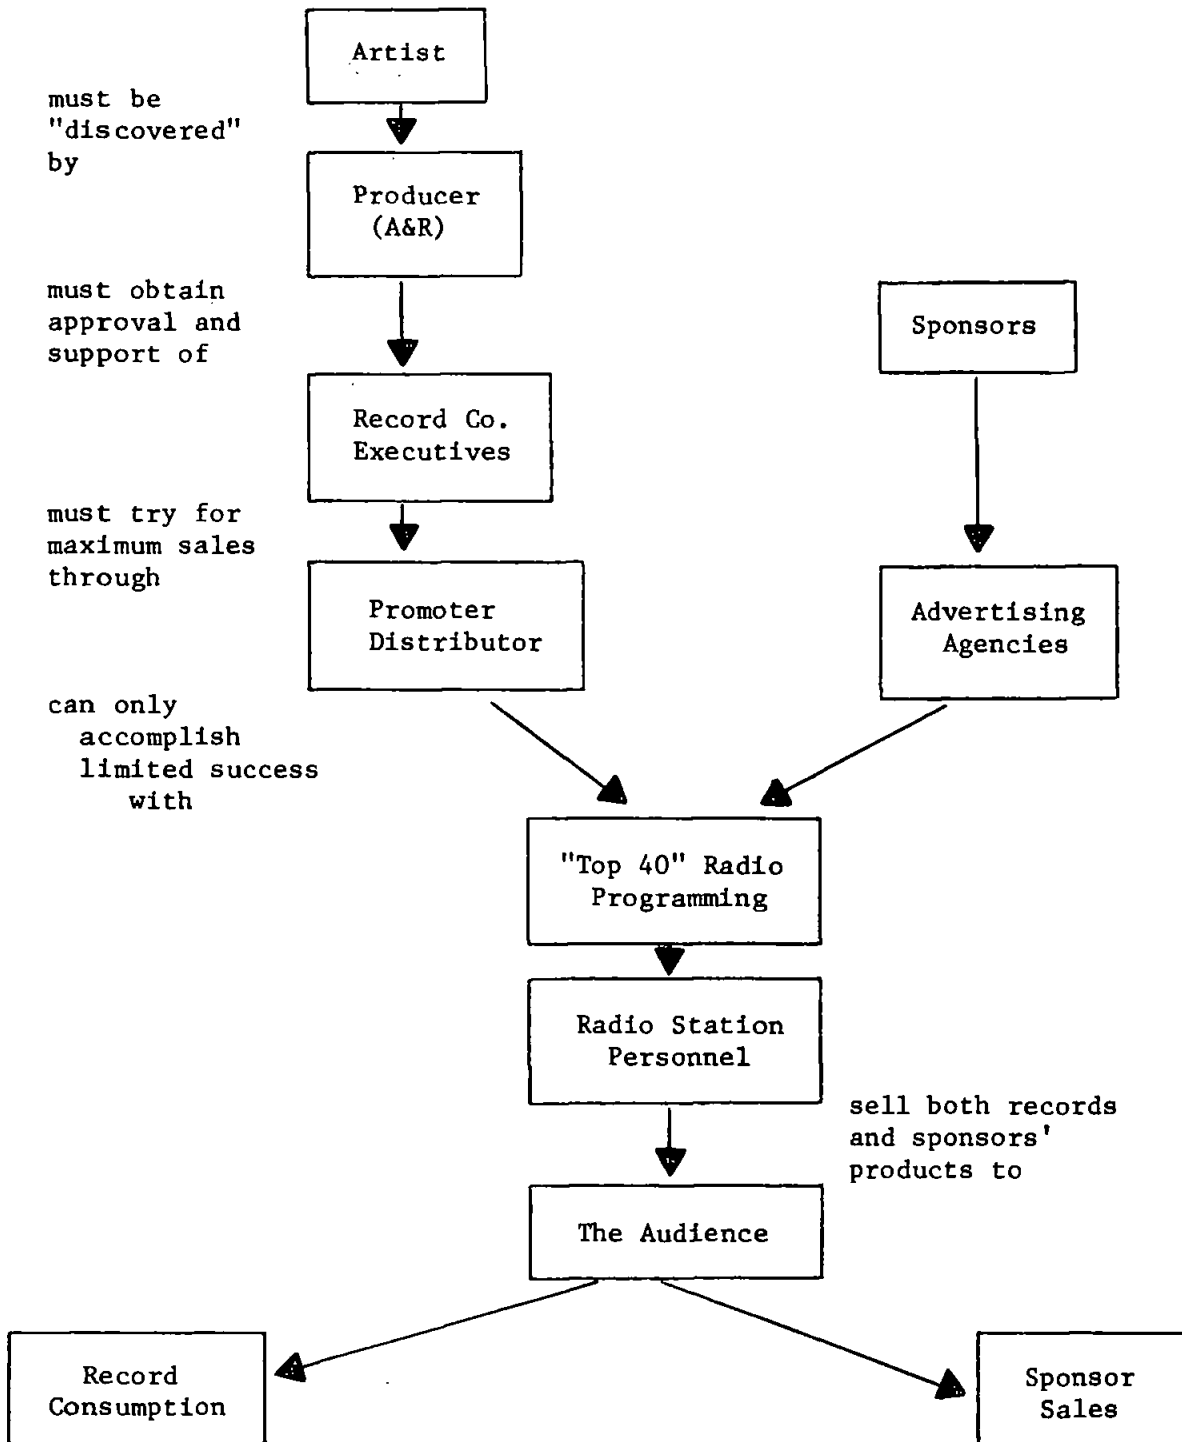 Artist
must be
"discovered"
by
Producer
(A&R)
must obtain
approval and
support of
Sponsors
Record Co.
Executives
must try for
maximum sales
through
Promoter
Distributor
Advertising
Agencies
can only
accomplish
limited success
with
"Top 40" Radio
Programming
Radio Station
Personnel
sell both records
and sponsors'
products to
The Audience
Record
Consumption
Sponsor
Sales